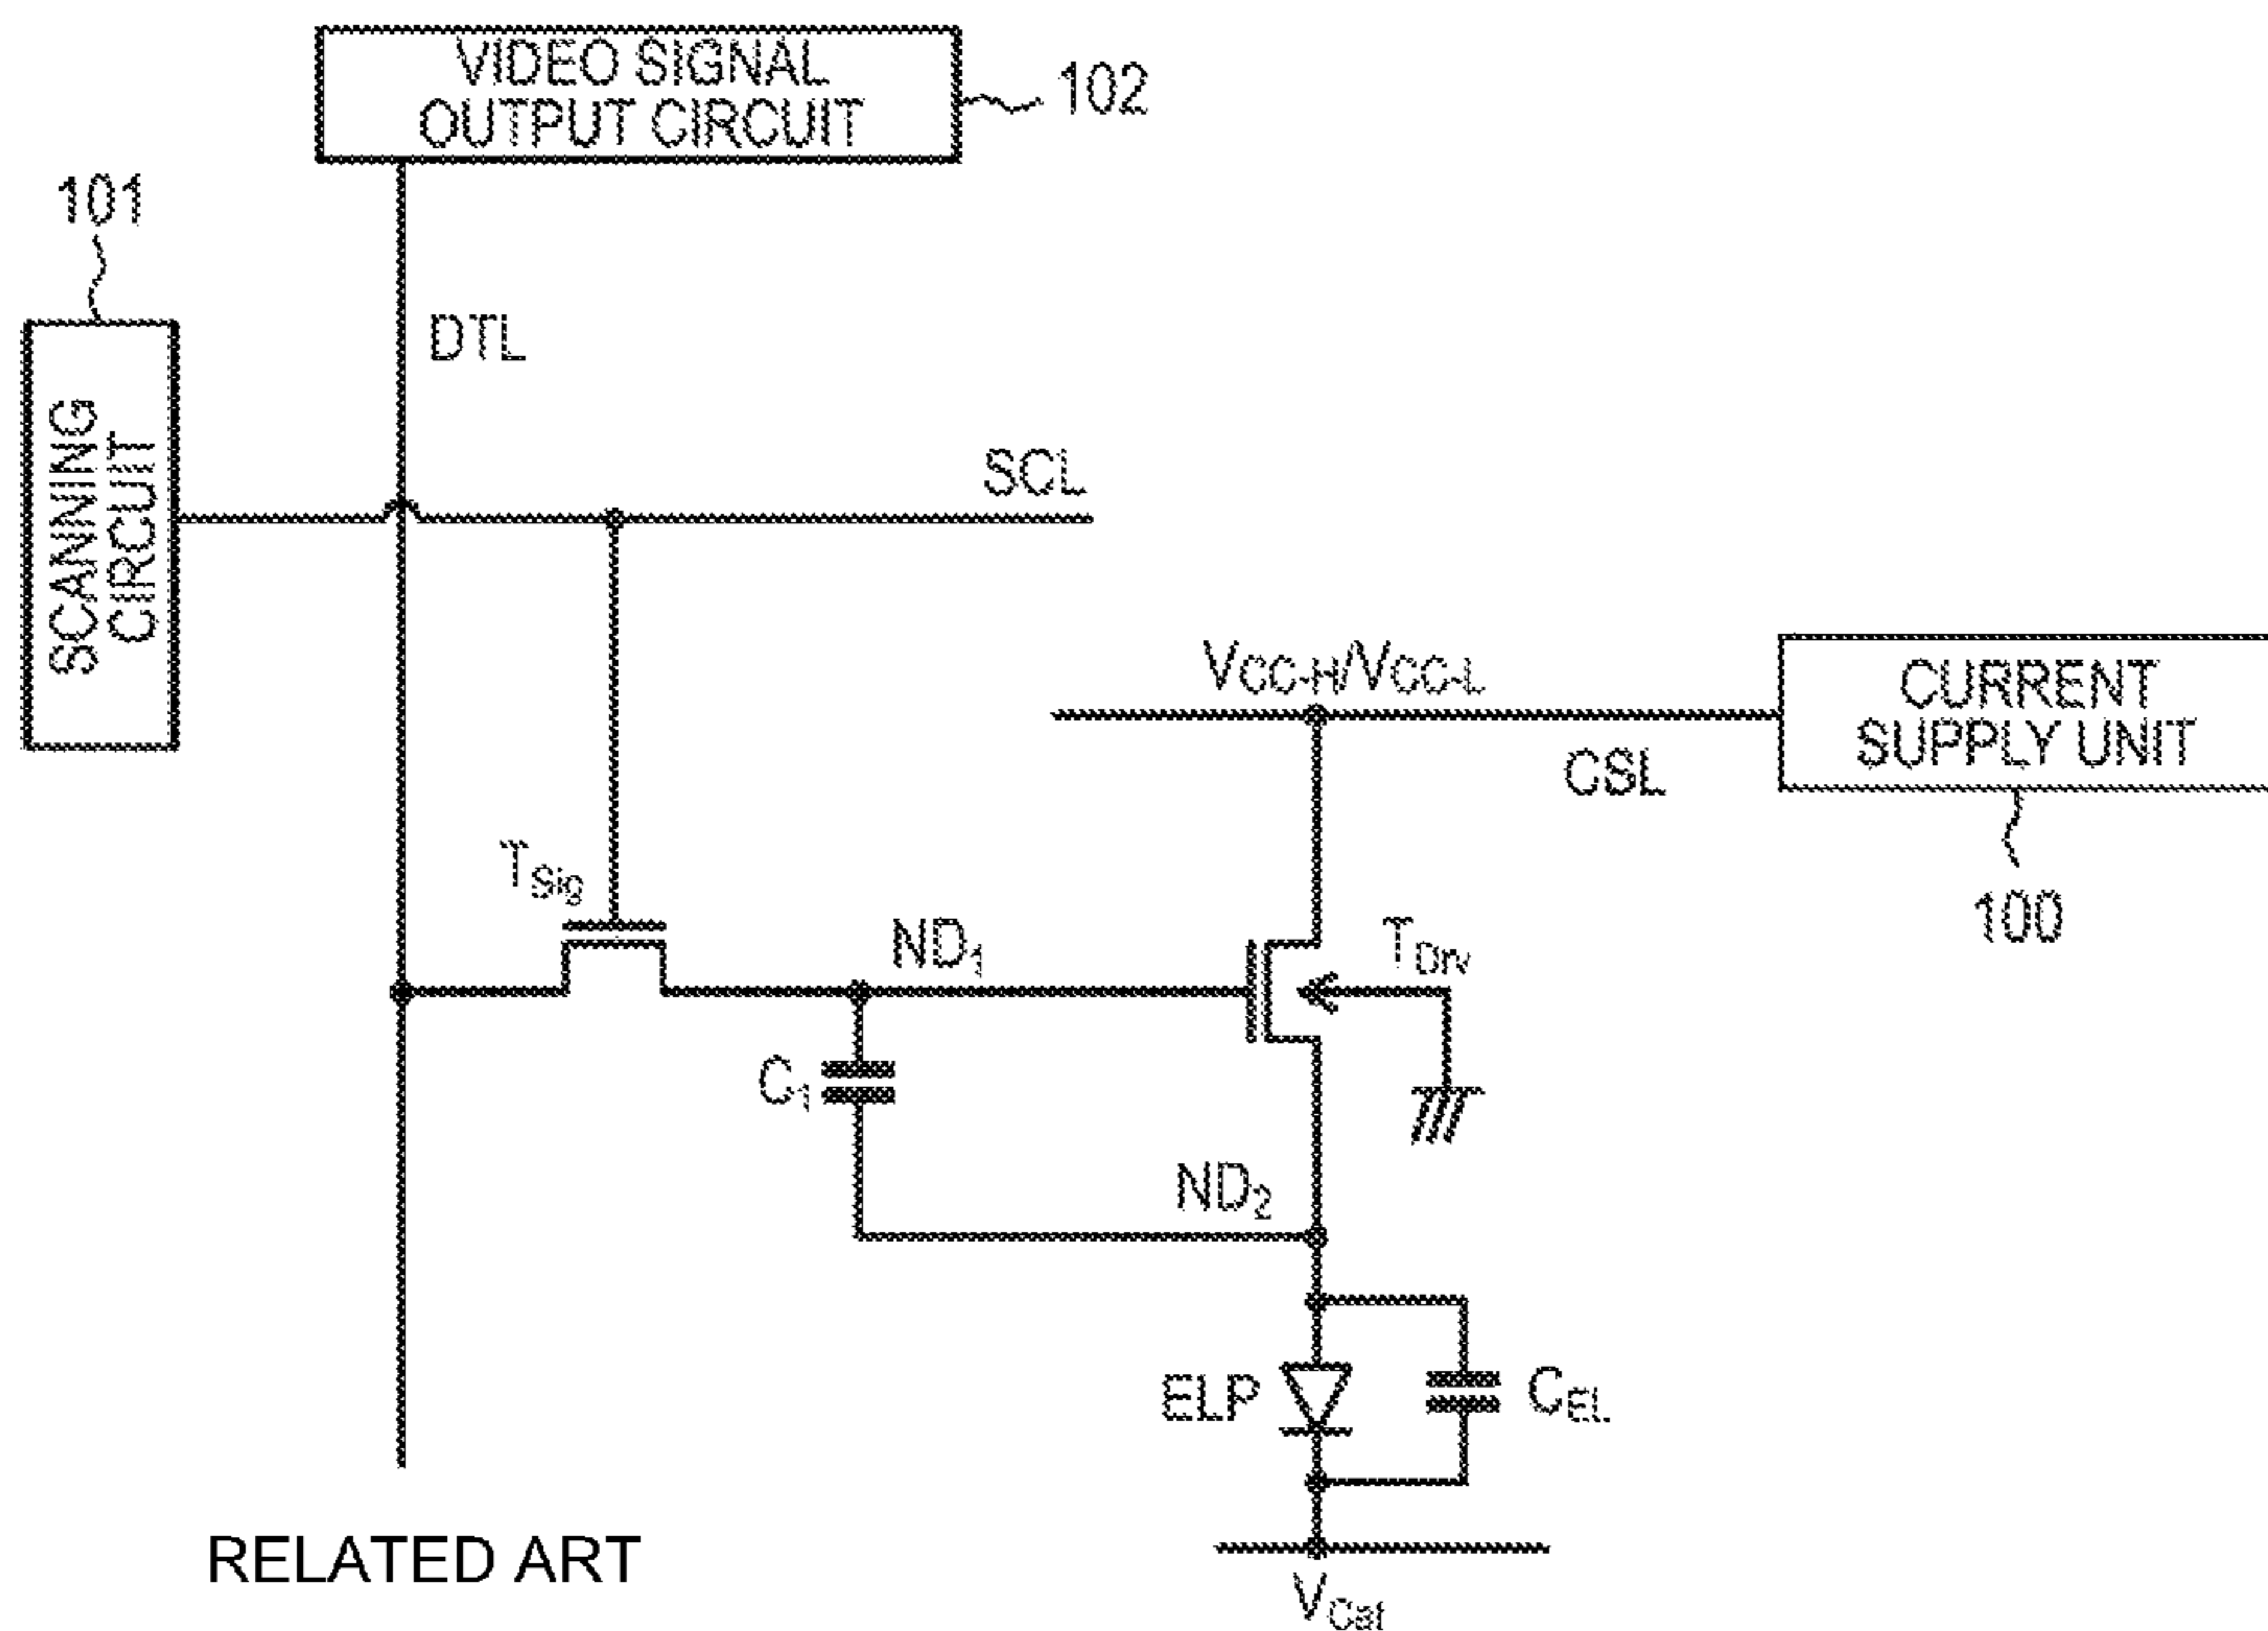 VIDEO SIGNAL
OUTPUT CIRCUIT
102
101
DTL
SCANNING
CIRCUIT
SCL
VCC-H/VCC-L
CURRENT
SUPPLY UNIT
CSL
TSig
100
ND1
TDrv
C1
ND2
ELP
CEL
RELATED ART
VCat